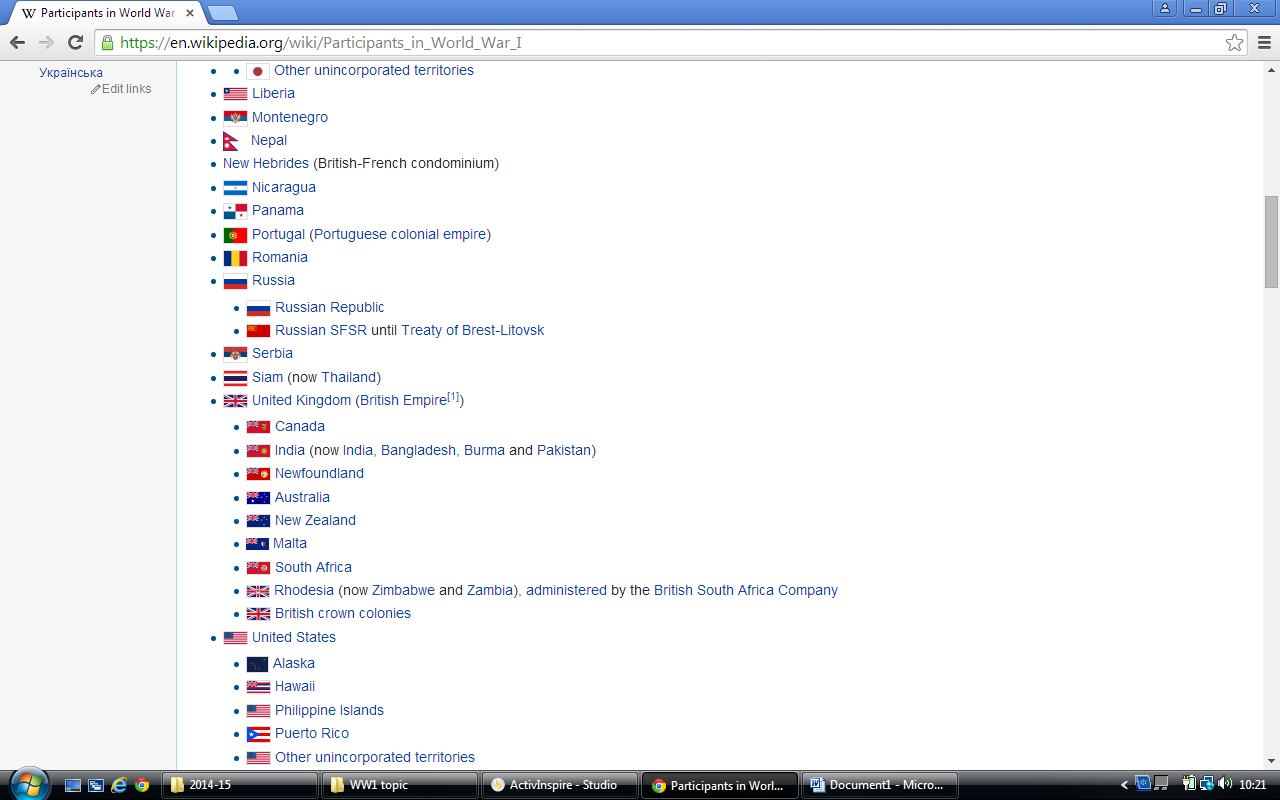 Participants in World War
https://en.wikipedia.org/wiki/Participants_in_World_War_I
Українська
Edit links
Other unincorporated territories
Liberia
Montenegro
Nepal
New Hebrides (British-French condominium)
Nicaragua
Panama
Portugal (Portuguese colonial empire)
Romania
Russia
Russian Republic
Russian SFSR until Treaty of Brest-Litovsk
Serbia
Siam (now Thailand)
United Kingdom (British Empire[1])
Canada
India (now India, Bangladesh, Burma and Pakistan)
Newfoundland
Australia
New Zealand
Malta
South Africa
Rhodesia (now Zimbabwe and Zambia), administered by the British South Africa Company
British crown colonies
United States
Alaska
Hawaii
Philippine Islands
Puerto Rico
Other unincorporated territories
2014-15
WW1 topic
ActivInspire - Studio
Participants in Worl...
Document1 - Micro...
10:21